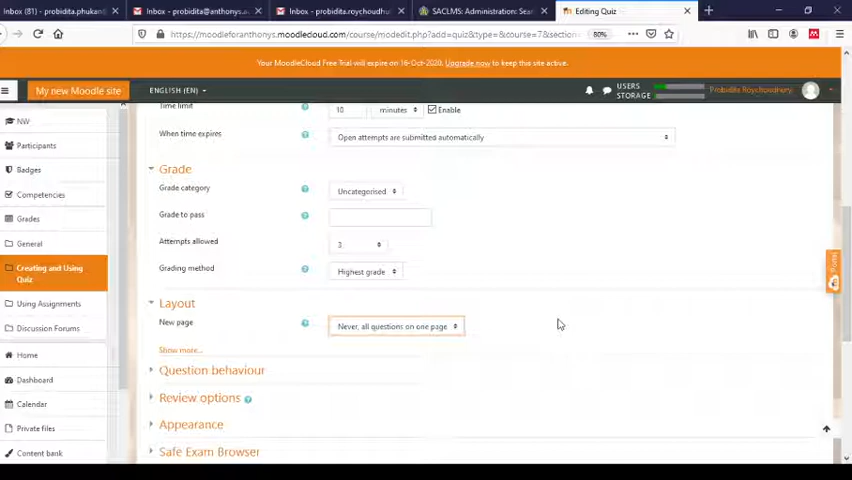 Inbox (81) - probidita.phukan@
Inbox - probidita@anthonys.ac
Inbox - probidita.roychoudhur
SACLMS: Administration: Sear
Editing Quiz
https://moodleforanthonys.moodlecloud.com/course/modedit.php?add=quiz&type=&course=7&section
80%
Your MoodleCloud Free Trial will expire on 16-Oct-2020. Upgrade now to keep this site active.
My new Moodle site
ENGLISH (EN)
USERS
STORAGE
Probidita Roychoudhury
NW
Participants
Badges
Competencies
Grades
General
Creating and Using
Quiz
Using Assignments
Discussion Forums
Home
Dashboard
Calendar
Private files
Content bank
Time limit
10
minutes
Enable
When time expires
Open attempts are submitted automatically
Grade
Grade category
Uncategorised
Grade to pass
Attempts allowed
3
Grading method
Highest grade
Layout
New page
Never, all questions on one page
Show more...
Question behaviour
Review options
Appearance
Safe Exam Browser